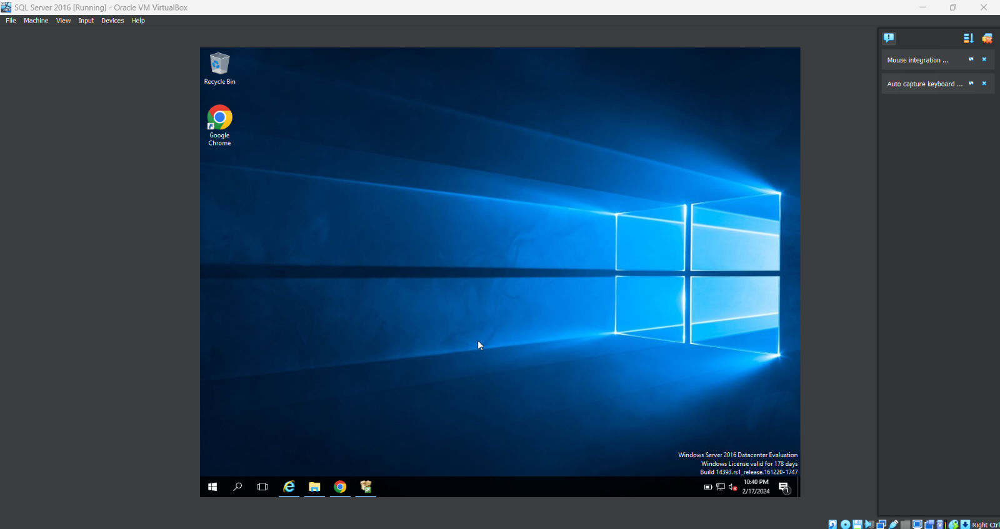 SQL Server 2016 [Running] - Oracle VM VirtualBox
File Machine View Input Devices Help
Mouse integration ...
Auto capture keyboard ...
Recycle Bin
Google
Chrome
Windows Server 2016 Datacenter Evaluation
Windows License valid for 178 days
Build 14393.rs1_release.161220-1747
10:40 PM
2/17/2024
1
Right Ctrl